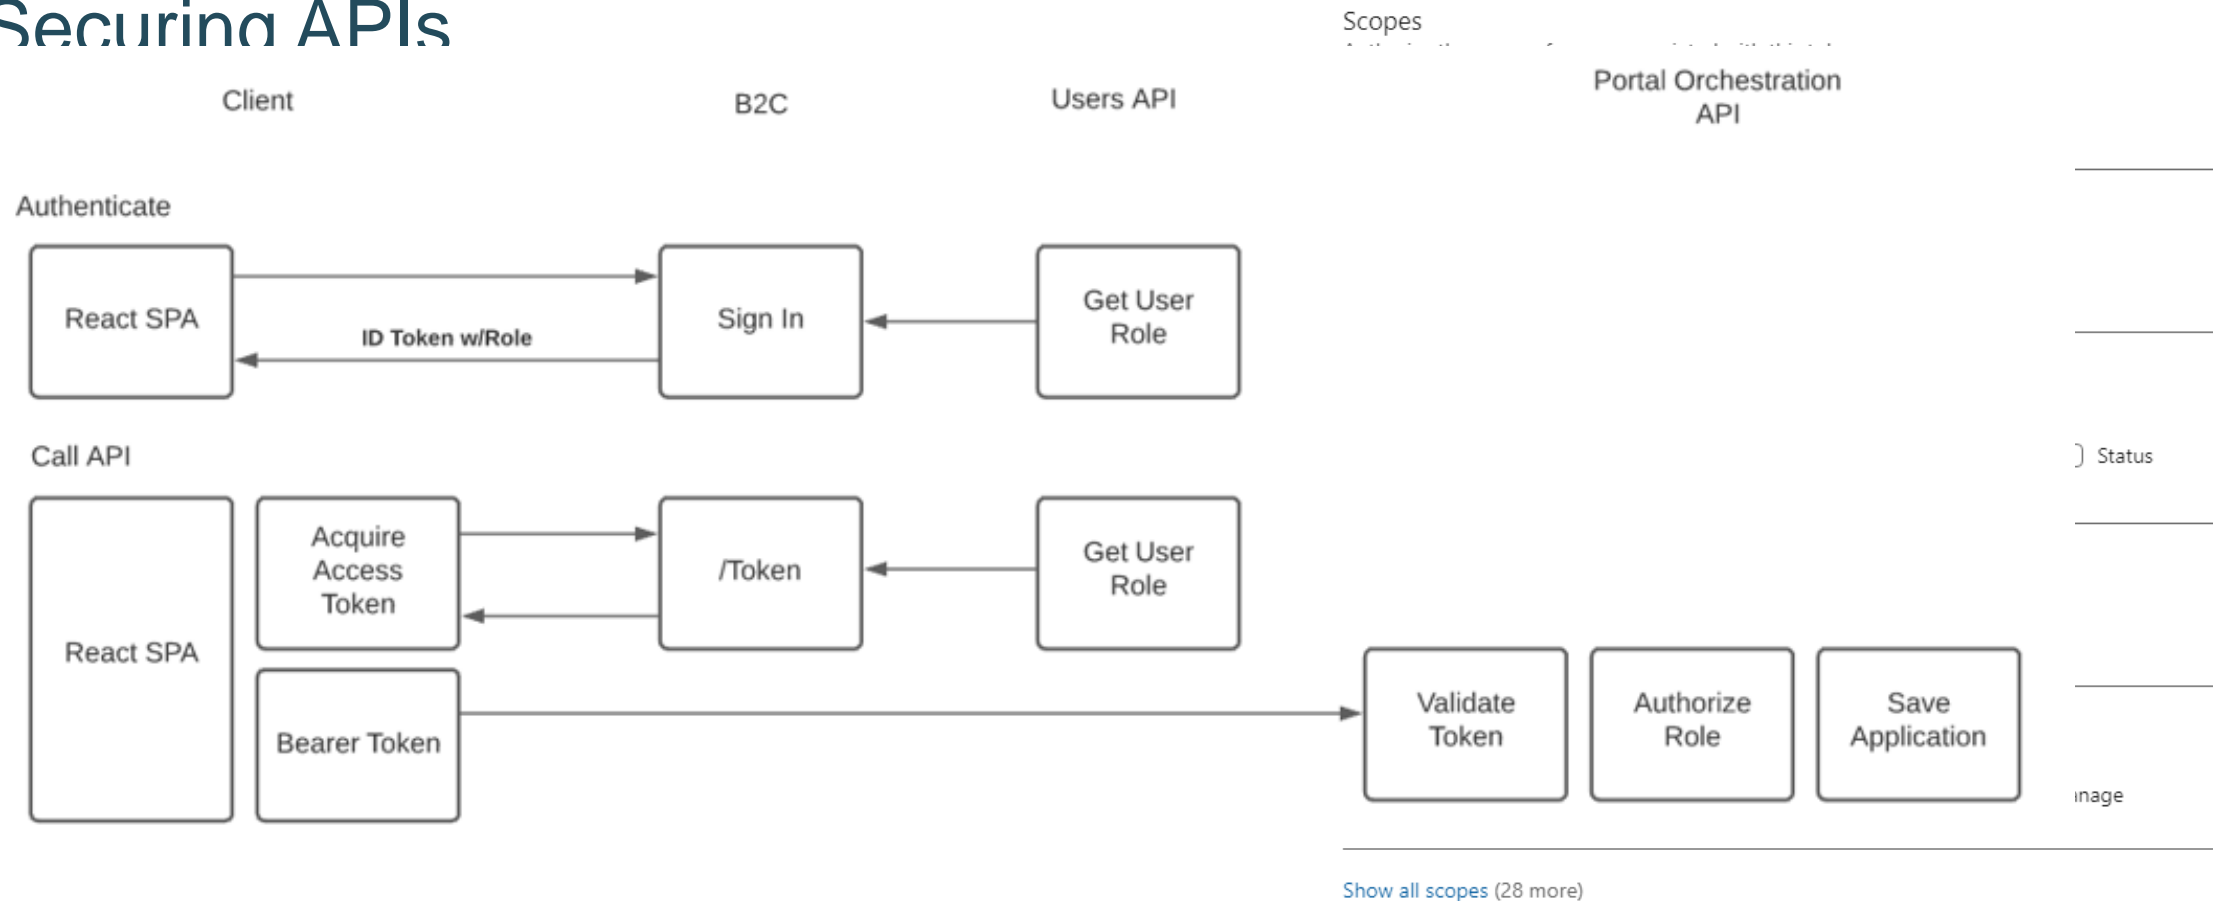 Securing APIs
Scopes
Client
B2C
Users API
Portal Orchestration
API
Authenticate
React SPA
ID Token w/Role
Sign In
Get User
Role
Call API
React SPA
Acquire
Access
Token
/Token
Get User
Role
Bearer Token
Validate
Token
Authorize
Role
Save
Application
Status
Show all scopes (28 more)